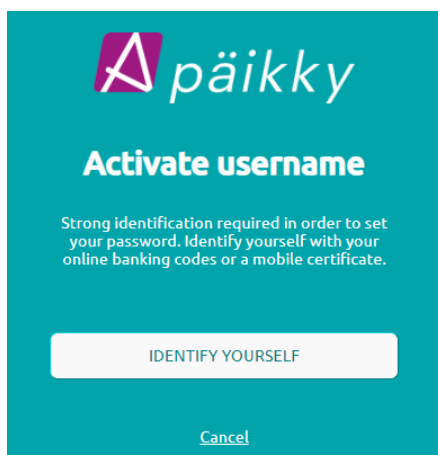 A päikky
Activate username
Strong identification required in order to set
your password. Identify yourself with your
online banking codes or a mobile certificate.
IDENTIFY YOURSELF
Cancel